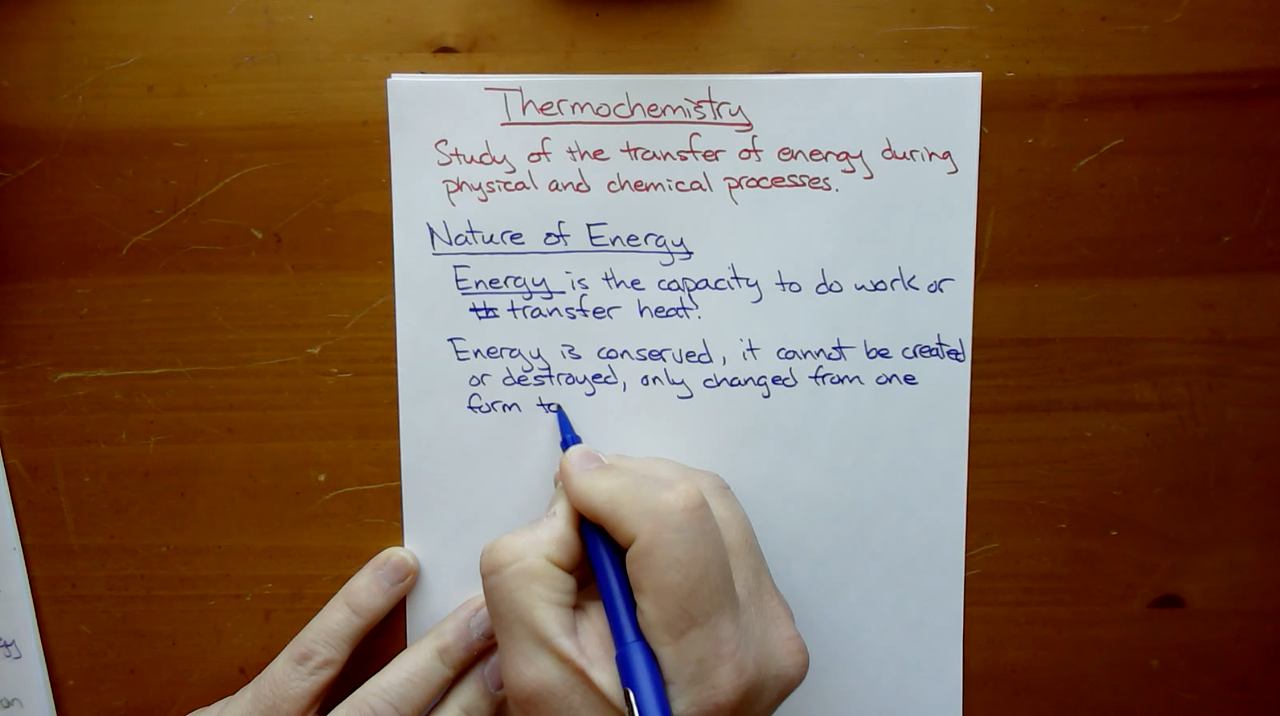 Thermochemistry
Study of the transfer of energy during
physical and chemical processes.
Nature of Energy
Energy is the capacity to do work or
transfer heat.
Energy is conserved, it cannot be created
or destroyed, only changed from one
form to